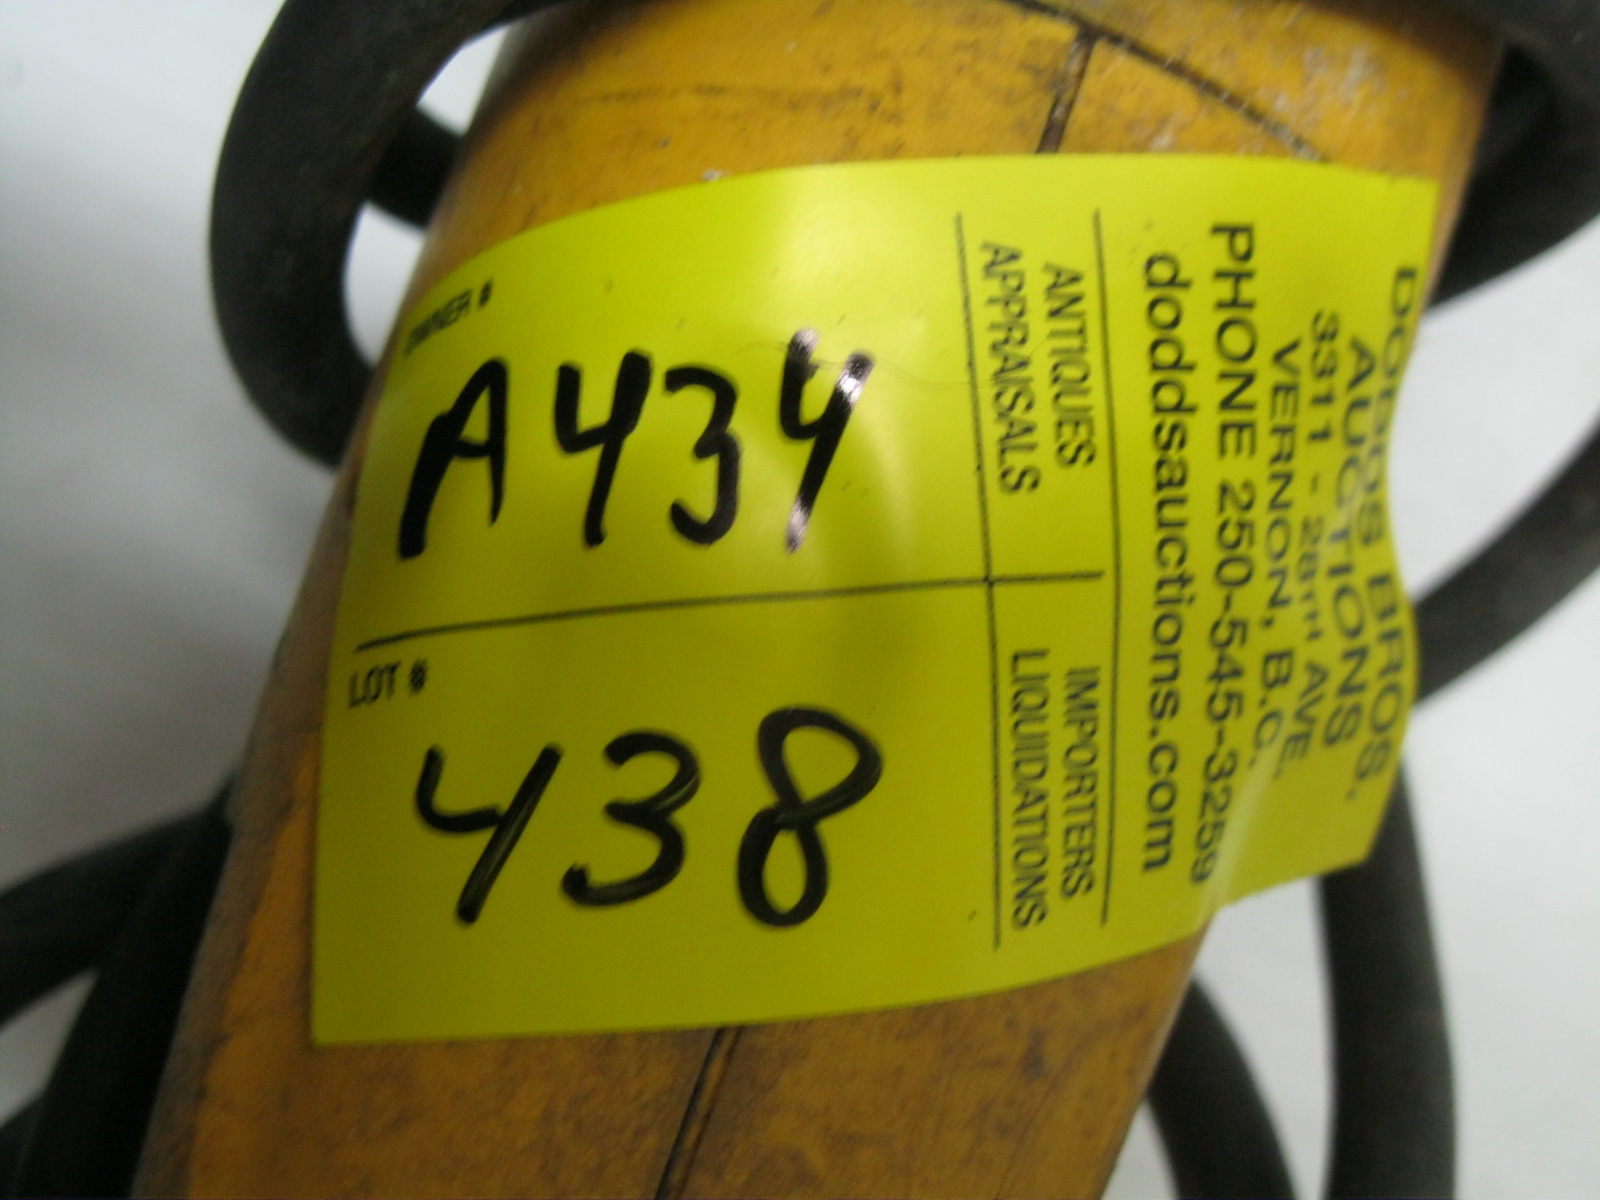 DODDS BROS.
AUCTIONS
3311 - 28TH AVE.
VERNON, B.C.
PHONE 250-545-3259
doddsauctions.com
ANTIQUES
APPRAISALS
IMPORTERS
LIQUIDATIONS
OWNER #
A434
LOT #
438